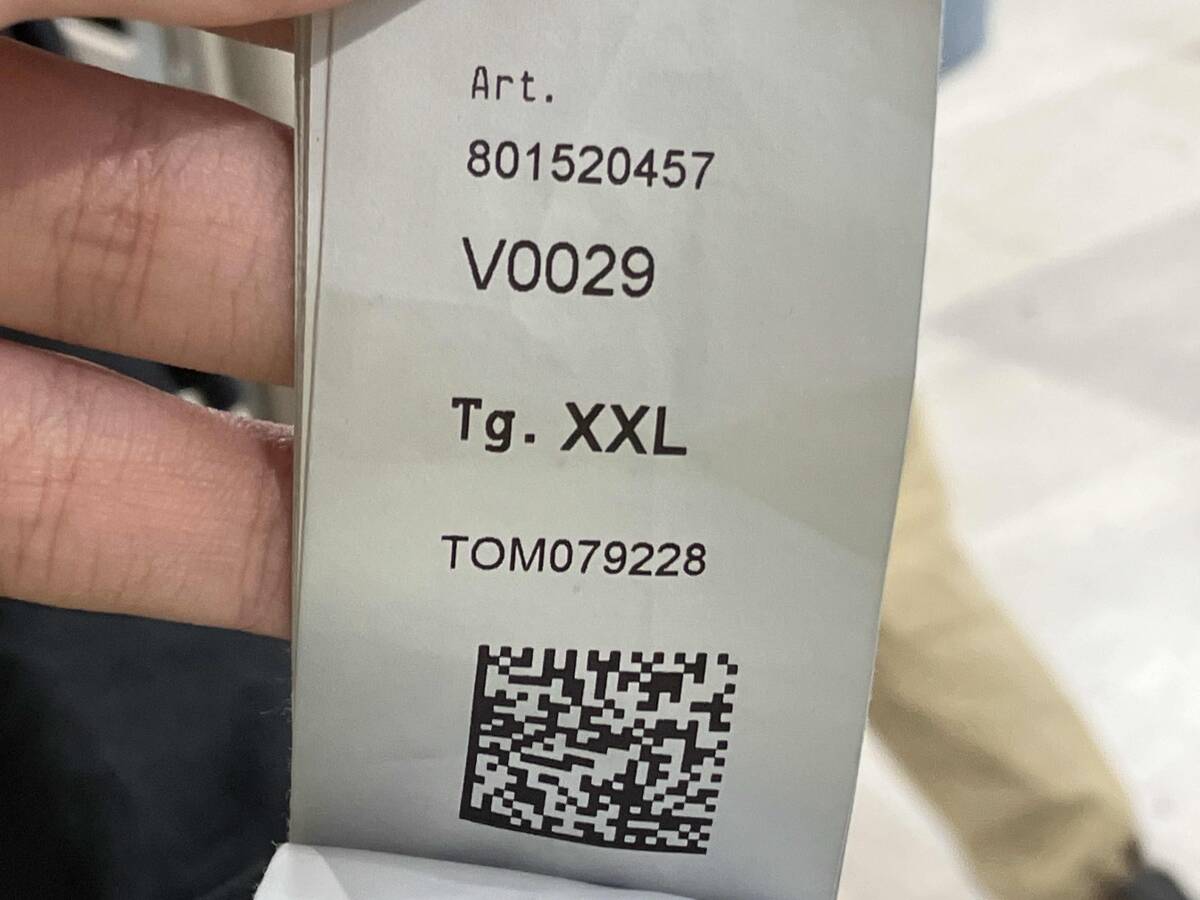 Art.
801520457
V0029
Tg. XXL
TOM079228